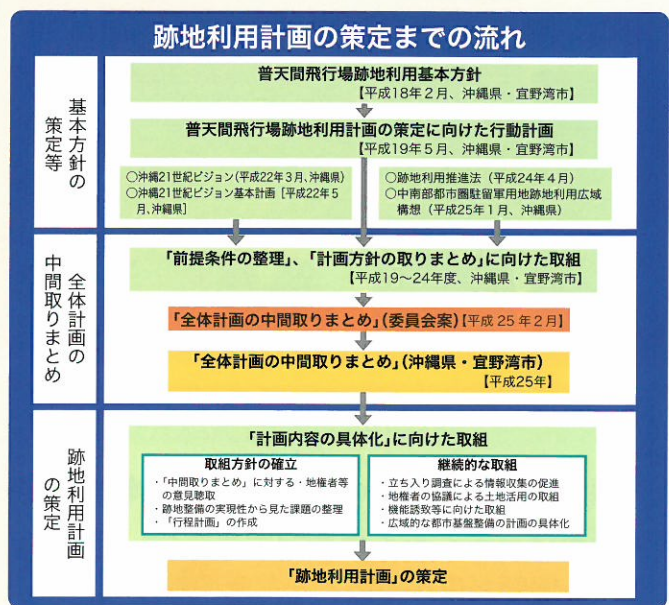 跡地利用計画の策定までの流れ
基本方針の
策定等
普天間飛行場跡地利用基本方針
【平成18年2月、沖縄県・宜野湾市】
普天間飛行場跡地利用計画の策定に向けた行動計画
【平成19年5月、沖縄県・宜野湾市】
○沖縄21世紀ビジョン(平成22年3月、沖縄県)
○沖縄21世紀ビジョン基本計画［平成22年5
月、沖縄県］
○跡地利用推進法（平成24年4月）
○中南部都市圏駐留軍用地跡地利用広域
構想（平成25年1月、沖縄県）
全体計画の
中間取りまとめ
「前提条件の整理」、「計画方針の取りまとめ」に向けた取組
【平成19～24年度、沖縄県・宜野湾市】
「全体計画の中間取りまとめ」(委員会案)【平成 25 年2月】
「全体計画の中間取りまとめ」(沖縄県・宜野湾市)
【平成25年】
跡地利用計画
の策定
「計画内容の具体化」に向けた取組
取組方針の確立
・「中間取りまとめ」に対する・地権者等
の意見聴取
・跡地整備の実現性から見た課題の整理
・「行程計画」の作成
継続的な取組
・立ち入り調査による情報収集の促進
・地権者の協議による土地活用の取組
・機能誘致等に向けた取組
・広域的な都市基盤整備の計画の具体化
「跡地利用計画」の策定